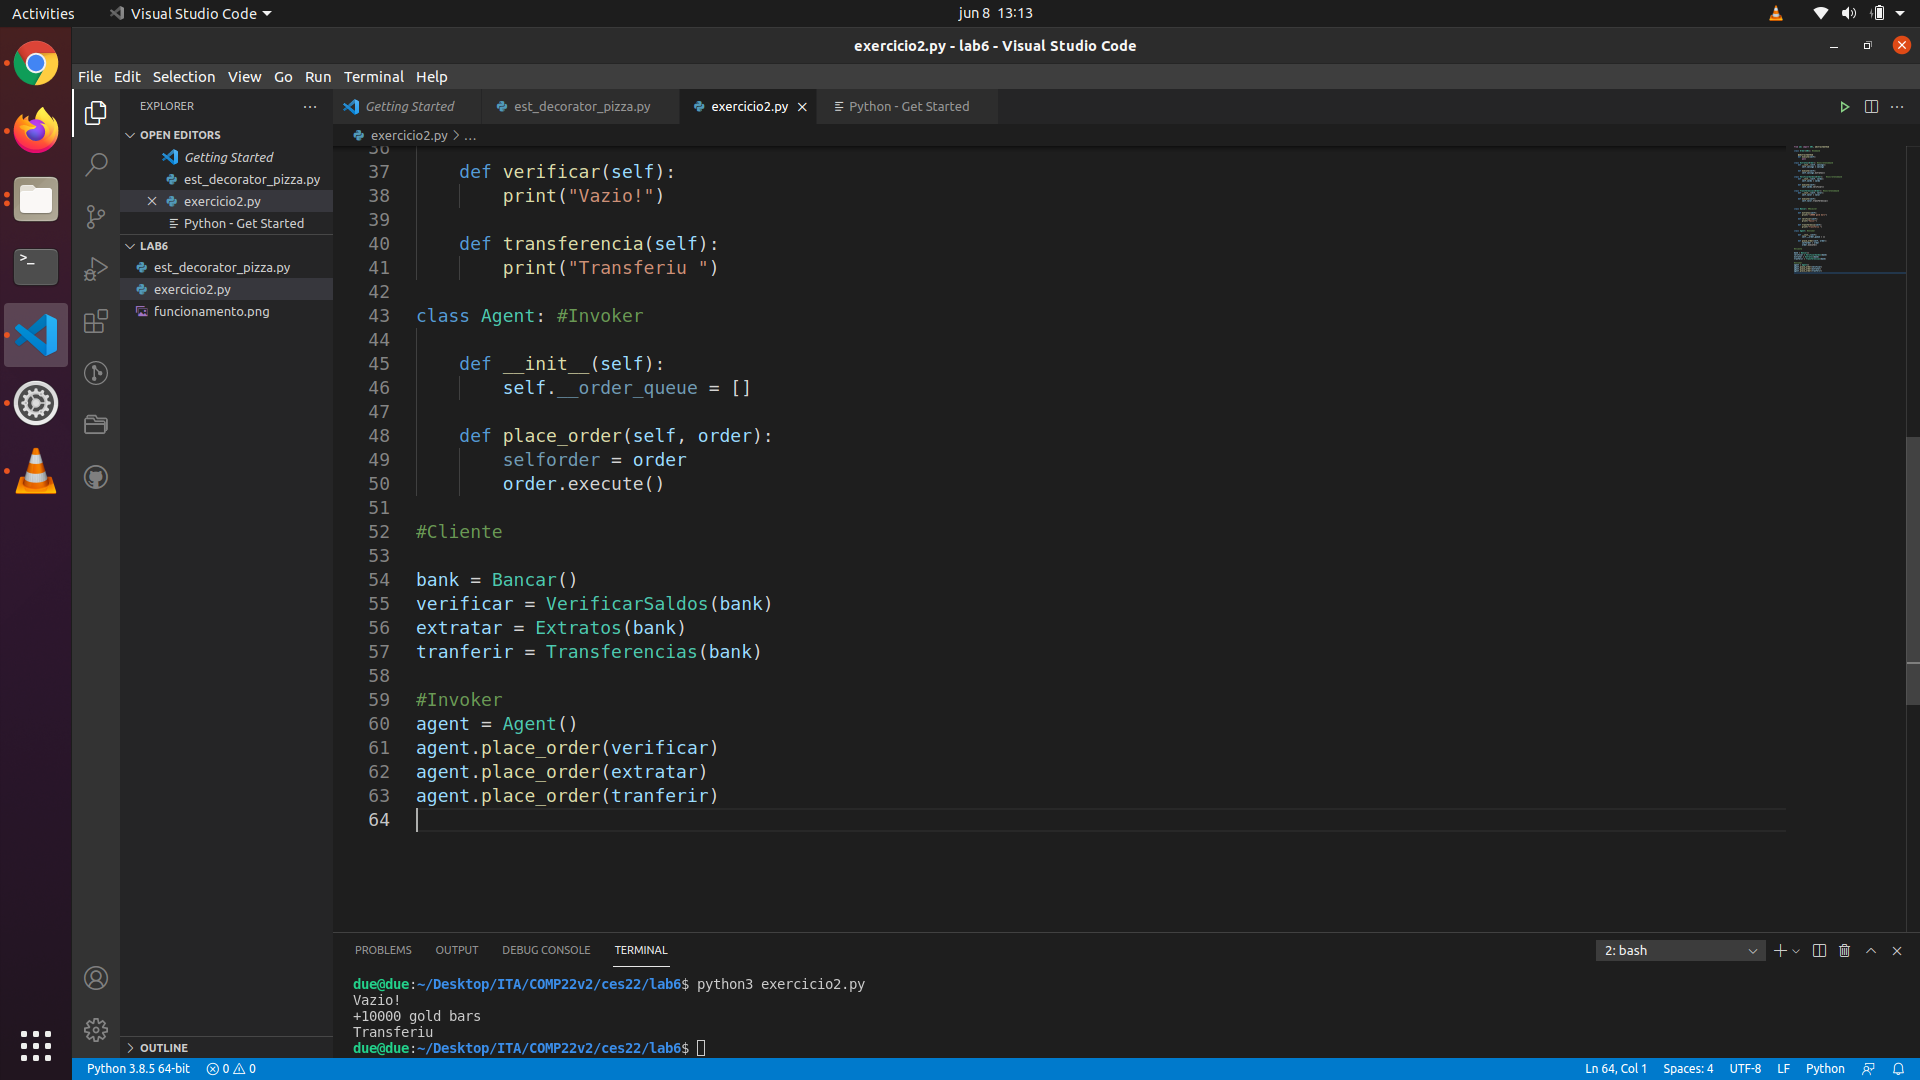 Activities
Visual Studio Code
jun 8 13:13
exercicio2.py - lab6 - Visual Studio Code
File Edit Selection View Go Run Terminal Help
EXPLORER
OPEN EDITORS
Getting Started
est_decorator_pizza.py
exercicio2.py
Python - Get Started
LAB6
est_decorator_pizza.py
exercicio2.py
funcionamento.png
OUTLINE
Getting Started
est_decorator_pizza.py
exercicio2.py
Python - Get Started
exercicio2.py > ...
36
37 def verificar(self):
38 print("Vazio!")
39
40 def transferencia(self):
41 print("Transferiu ")
42
43 class Agent: #Invoker
44
45 def __init__(self):
46 self.__order_queue = []
47
48 def place_order(self, order):
49 selforder = order
50 order.execute()
51
52 #Cliente
53
54 bank = Bancar()
55 verificar = VerificarSaldos(bank)
56 extratar = Extratos(bank)
57 tranferir = Transferencias(bank)
58
59 #Invoker
60 agent = Agent()
61 agent.place_order(verificar)
62 agent.place_order(extratar)
63 agent.place_order(tranferir)
64
PROBLEMS OUTPUT DEBUG CONSOLE TERMINAL
2: bash
due@due:~/Desktop/ITA/COMP22v2/ces22/lab6$ python3 exercicio2.py
Vazio!
+10000 gold bars
Transferiu
due@due:~/Desktop/ITA/COMP22v2/ces22/lab6$
Python 3.8.5 64-bit 0 0
Ln 64, Col 1 Spaces: 4 UTF-8 LF Python